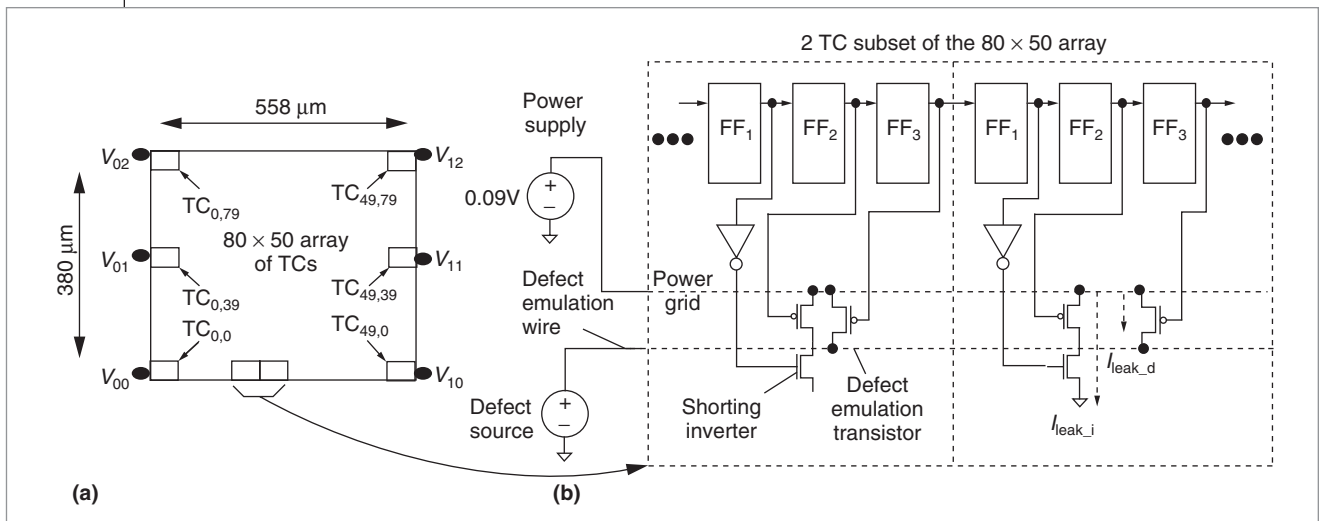 2 TC subset of the 80 × 50 array
558 μm
380 μm
V02
V12
TC0,79
TC49,79
80 × 50 array
of TCs
V01
V11
TC0,39
TC49,39
TC0,0
TC49,0
V00
V10
(a)
Power
supply
0.09V
+
−
Defect
emulation
wire
Power
grid
Defect
source
+
−
FF1
FF2
FF3
FF1
FF2
FF3
Shorting
inverter
Defect
emulation
transistor
Ileak_d
Ileak_i
(b)